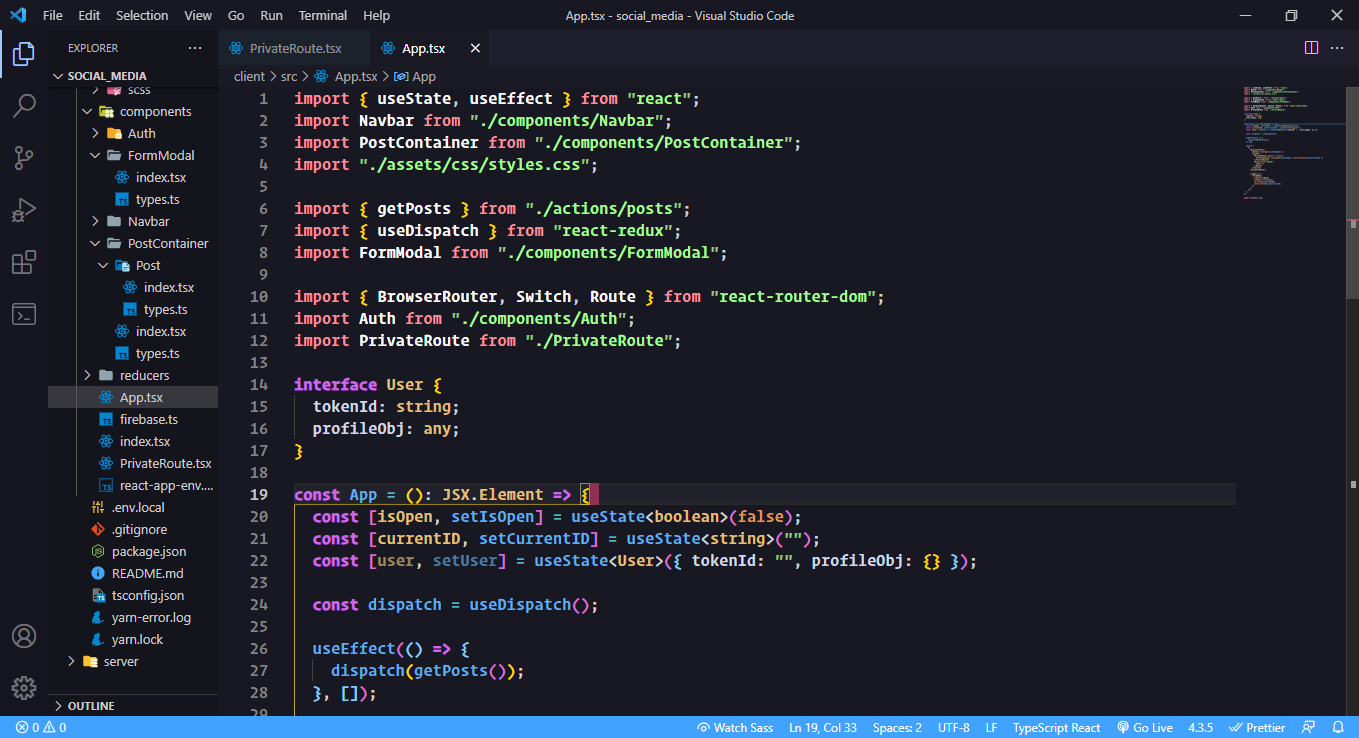 File Edit Selection View Go Run Terminal Help App.tsx - social_media - Visual Studio Code
EXPLORER
SOCIAL_MEDIA
scss
components
Auth
FormModal
index.tsx
types.ts
Navbar
PostContainer
Post
index.tsx
types.ts
index.tsx
types.ts
reducers
App.tsx
firebase.ts
index.tsx
PrivateRoute.tsx
react-app-env....
.env.local
.gitignore
package.json
README.md
tsconfig.json
yarn-error.log
yarn.lock
server
OUTLINE
PrivateRoute.tsx App.tsx
client > src > App.tsx > App
1 import { useState, useEffect } from "react";
2 import Navbar from "./components/Navbar";
3 import PostContainer from "./components/PostContainer";
4 import "./assets/css/styles.css";
5
6 import { getPosts } from "./actions/posts";
7 import { useDispatch } from "react-redux";
8 import FormModal from "./components/FormModal";
9
10 import { BrowserRouter, Switch, Route } from "react-router-dom";
11 import Auth from "./components/Auth";
12 import PrivateRoute from "./PrivateRoute";
13
14 interface User {
15 tokenId: string;
16 profileObj: any;
17 }
18
19 const App = (): JSX.Element => {
20 const [isOpen, setIsOpen] = useState<boolean>(false);
21 const [currentID, setCurrentID] = useState<string>("");
22 const [user, setUser] = useState<User>({ tokenId: "", profileObj: {} });
23
24 const dispatch = useDispatch();
25
26 useEffect(() => {
27 dispatch(getPosts());
28 }, []);
29
0 0 Watch Sass Ln 19, Col 33 Spaces: 2 UTF-8 LF TypeScript React Go Live 4.3.5 Prettier